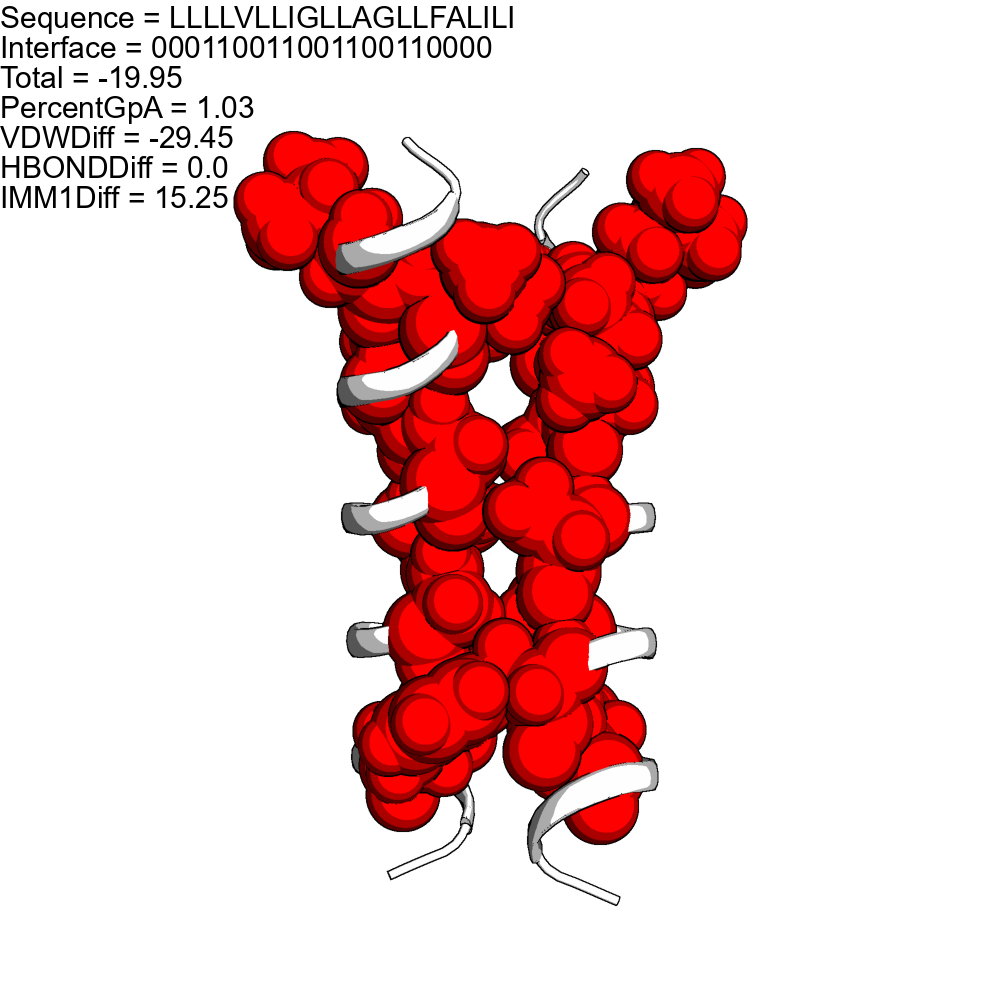 Sequence = LLLLVLLIGLLAGLLFALILI
Interface = 000110011001100110000
Total = -19.95
PercentGpA = 1.03
VDWDiff = -29.45
HBONDDiff = 0.0
IMM1Diff = 15.25